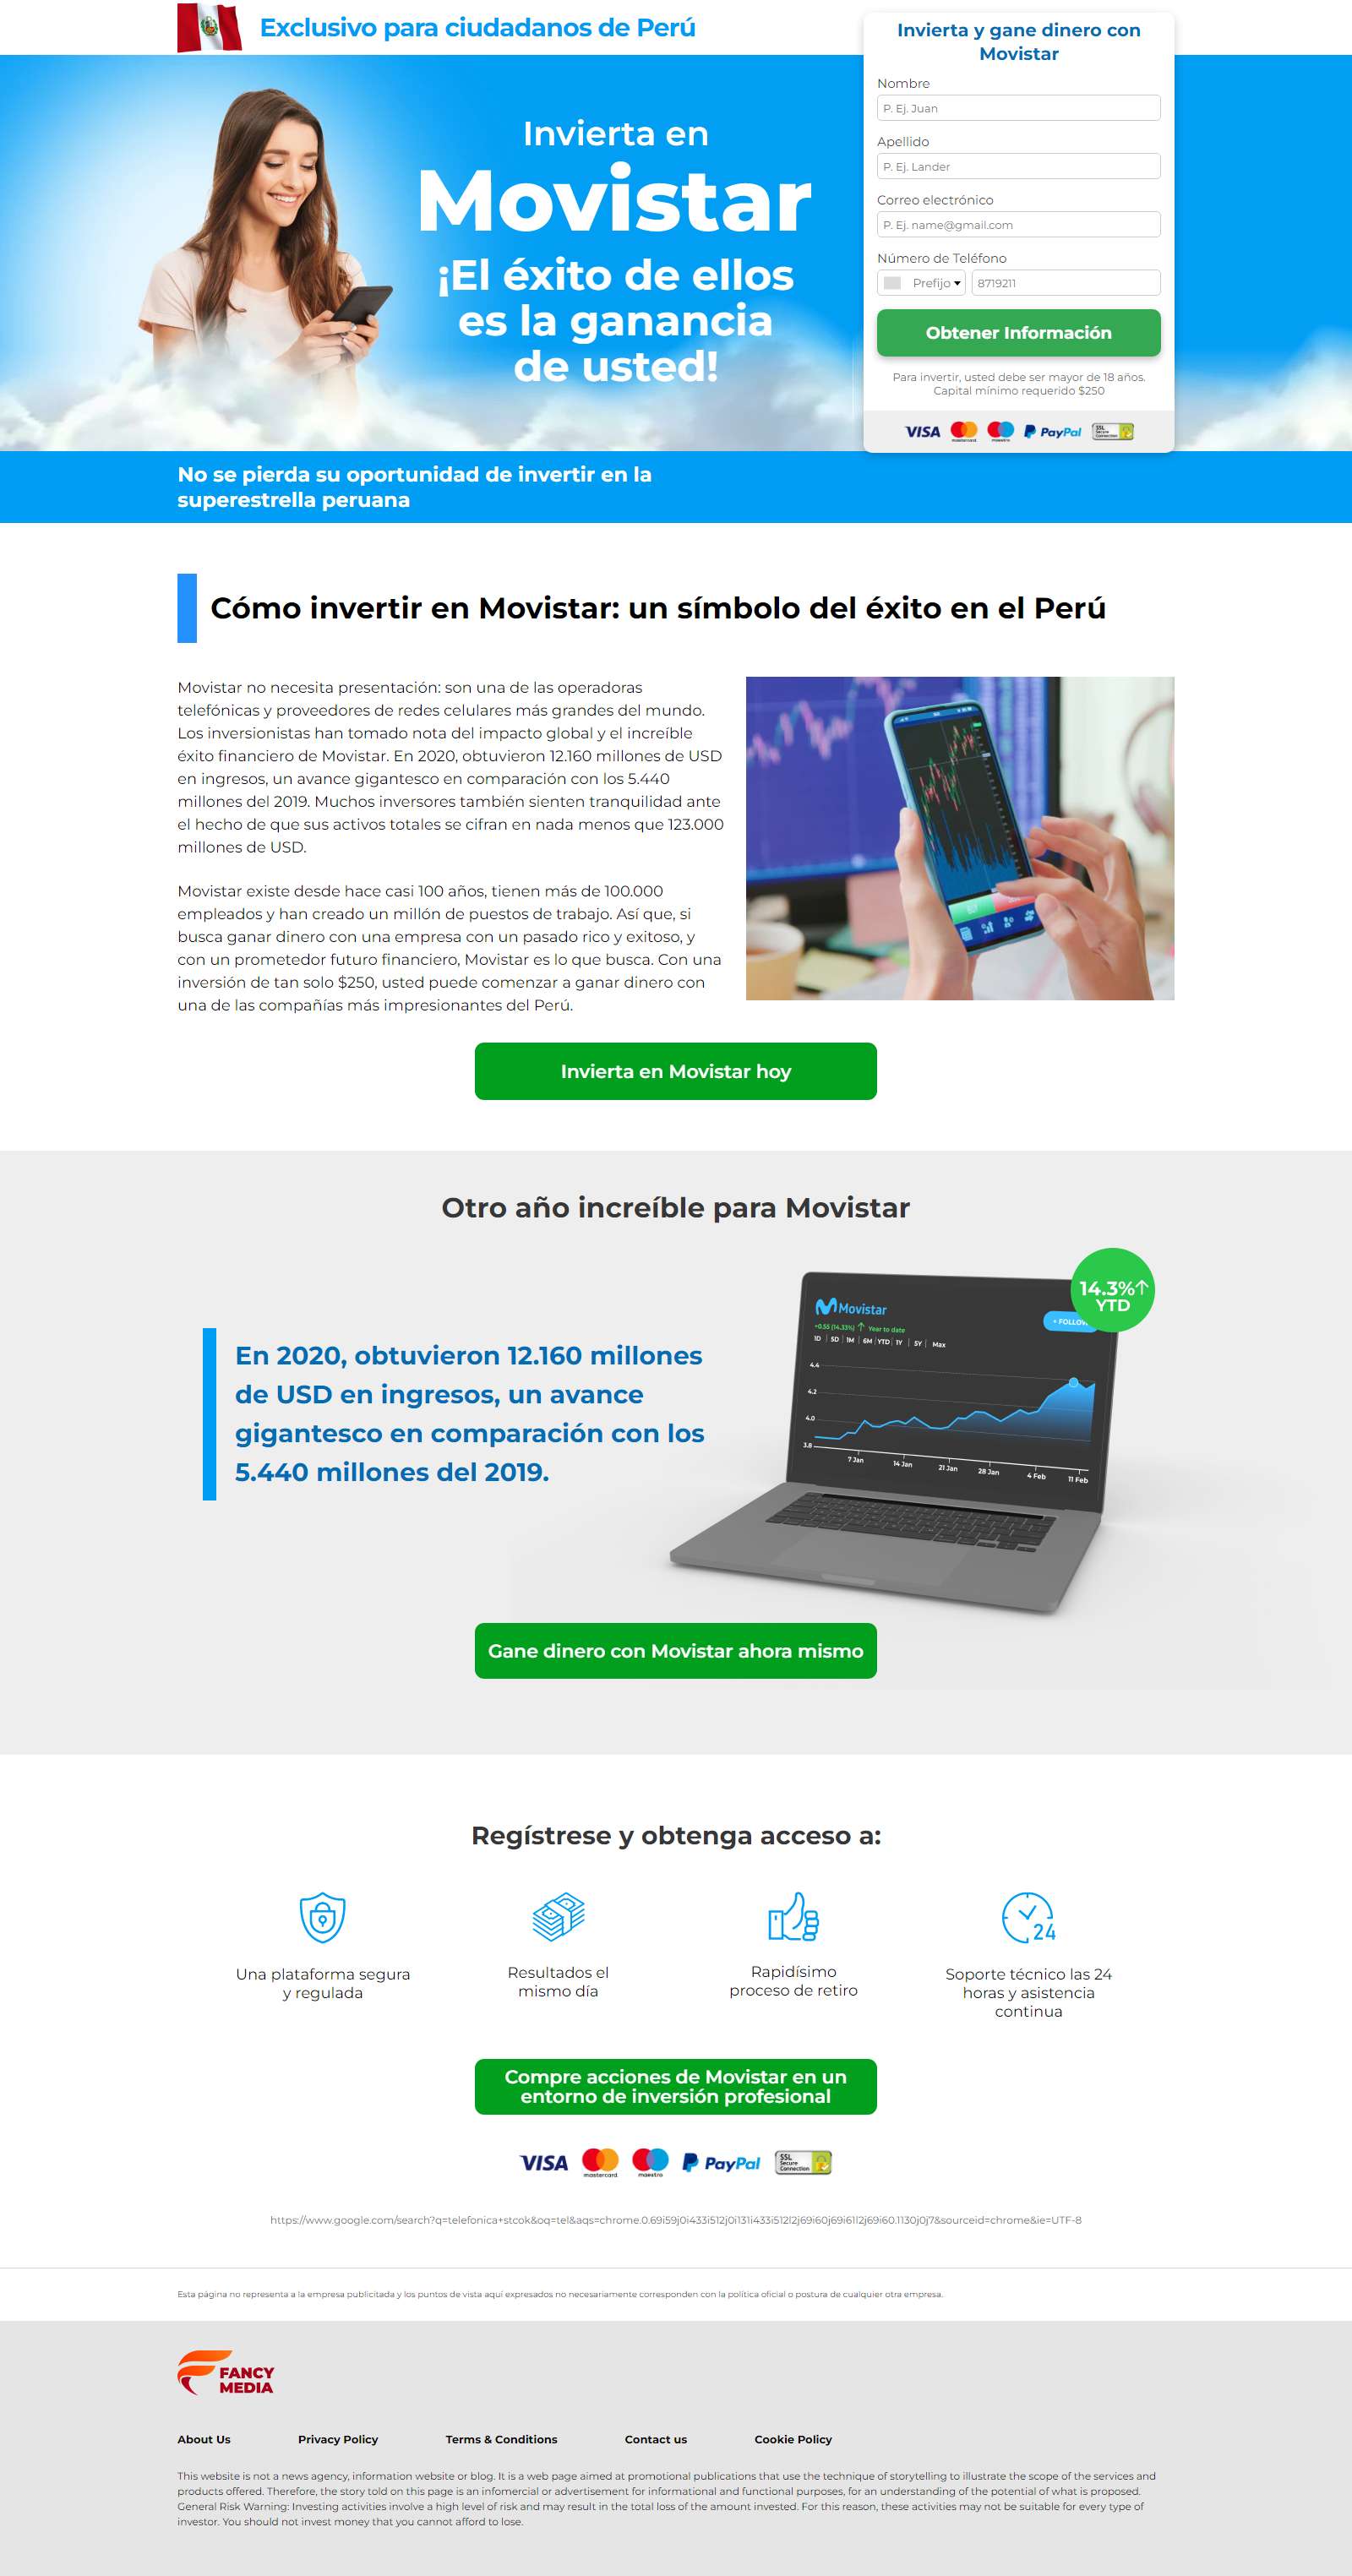 Exclusivo para ciudadanos de Perú
Invierta en
Movistar
¡El éxito de ellos
es la ganancia
de usted!
Invierta y gane dinero con
Movistar
Nombre
P. Ej. Juan
Apellido
P. Ej. Lander
Correo electrónico
P. Ej. name@gmail.com
Número de Teléfono
Prefijo
8719211
Obtener Información
Para invertir, usted debe ser mayor de 18 años.
Capital mínimo requerido $250
VISA mastercard maestro PayPal SSL Secure Connection
No se pierda su oportunidad de invertir en la
superestrella peruana
Cómo invertir en Movistar: un símbolo del éxito en el Perú
Movistar no necesita presentación: son una de las operadoras
telefónicas y proveedores de redes celulares más grandes del mundo.
Los inversionistas han tomado nota del impacto global y el increíble
éxito financiero de Movistar. En 2020, obtuvieron 12.160 millones de USD
en ingresos, un avance gigantesco en comparación con los 5.440
millones del 2019. Muchos inversores también sienten tranquilidad ante
el hecho de que sus activos totales se cifran en nada menos que 123.000
millones de USD.
Movistar existe desde hace casi 100 años, tienen más de 100.000
empleados y han creado un millón de puestos de trabajo. Así que, si
busca ganar dinero con una empresa con un pasado rico y exitoso, y
con un prometedor futuro financiero, Movistar es lo que busca. Con una
inversión de tan solo $250, usted puede comenzar a ganar dinero con
una de las compañías más impresionantes del Perú.
Invierta en Movistar hoy
Otro año increíble para Movistar
En 2020, obtuvieron 12.160 millones
de USD en ingresos, un avance
gigantesco en comparación con los
5.440 millones del 2019.
14.3%↑
YTD
Movistar
+ FOLLOW
+0.55 (14.33%) ↑ Year to date
1D | 5D | 1M | 6M | YTD | 1Y | 5Y | Max
4.4
4.2
4.0
3.8
7 Jan 14 Jan 21 Jan 28 Jan 4 Feb 11 Feb
Gane dinero con Movistar ahora mismo
Regístrese y obtenga acceso a:
24
Una plataforma segura
y regulada
Resultados el
mismo día
Rapidísimo
proceso de retiro
Soporte técnico las 24
horas y asistencia
continua
Compre acciones de Movistar en un
entorno de inversión profesional
VISA mastercard maestro PayPal SSL Secure Connection
https://www.google.com/search?q=telefonica+stcok&oq=tel&aqs=chrome.0.69i59j0i433i512j0i131i433i512l2j69i60j69i61l2j69i60.1130j0j7&sourceid=chrome&ie=UTF-8
Esta página no representa a la empresa publicitada y los puntos de vista aquí expresados no necesariamente corresponden con la política oficial o postura de cualquier otra empresa.
FANCY
MEDIA
About Us Privacy Policy Terms & Conditions Contact us Cookie Policy
This website is not a news agency, information website or blog. It is a web page aimed at promotional publications that use the technique of storytelling to illustrate the scope of the services and
products offered. Therefore, the story told on this page is an infomercial or advertisement for informational and functional purposes, for an understanding of the potential of what is proposed.
General Risk Warning: Investing activities involve a high level of risk and may result in the total loss of the amount invested. For this reason, these activities may not be suitable for every type of
investor. You should not invest money that you cannot afford to lose.